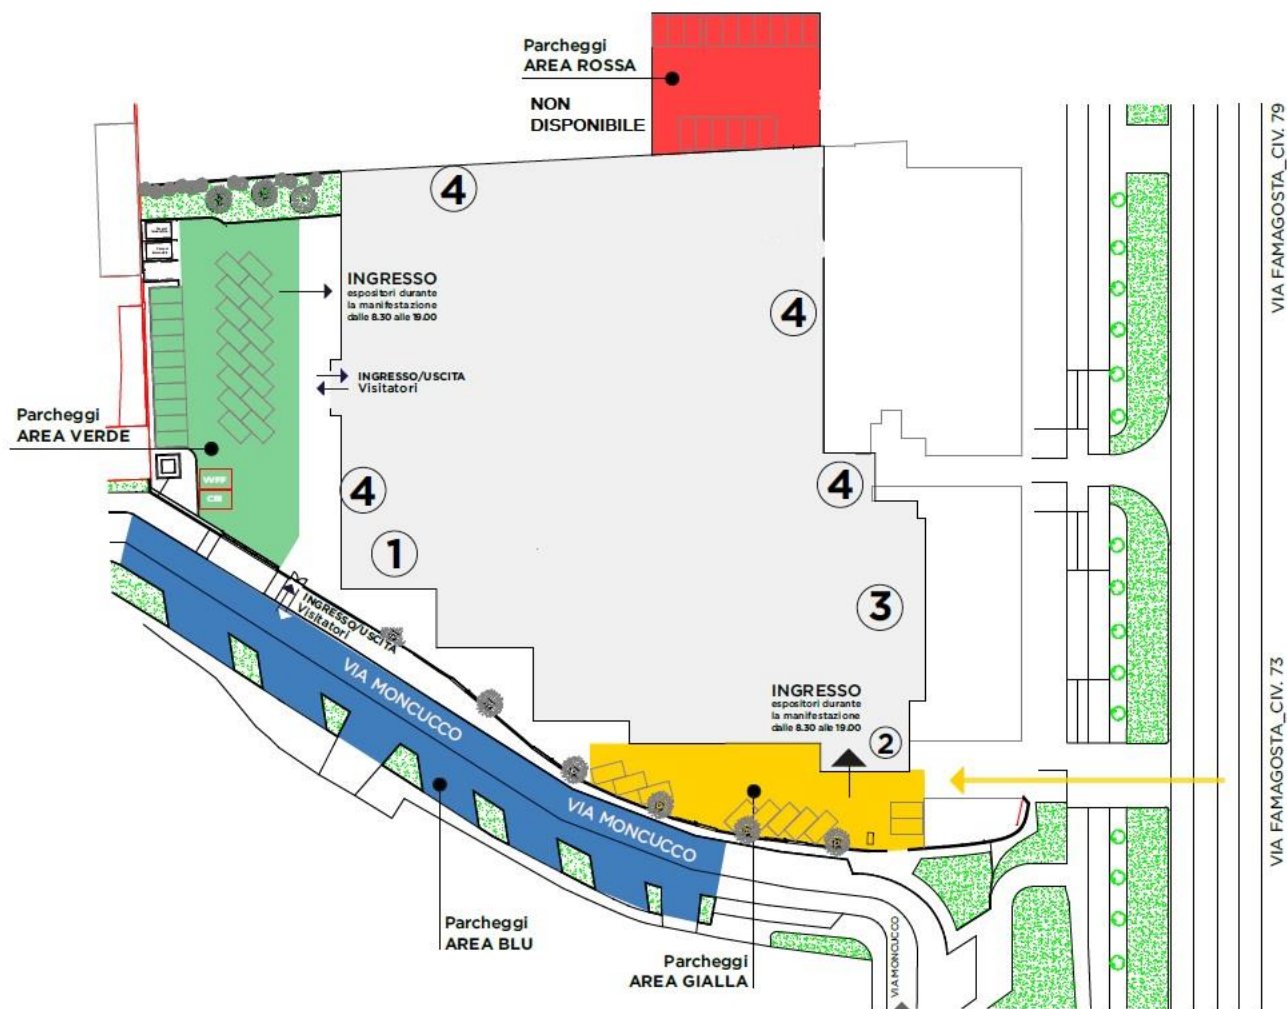 Parcheggi
AREA ROSSA
NON
DISPONIBILE
VIA FAMAGOSTA_CIV. 79
4
INGRESSO
espositori durante
la manifestazione
dalle 8.30 alle 19.00
4
INGRESSO/USCITA
Visitatori
Parcheggi
AREA VERDE
VVFF
CRI
4
4
1
3
INGRESSO/USCITA
Visitatori
VIA MONCUCCO
INGRESSO
espositori durante
la manifestazione
dalle 8.30 alle 19.00
2
VIA FAMAGOSTA_CIV. 73
VIA MONCUCCO
Parcheggi
AREA BLU
Parcheggi
AREA GIALLA
VIA MONCUCCO